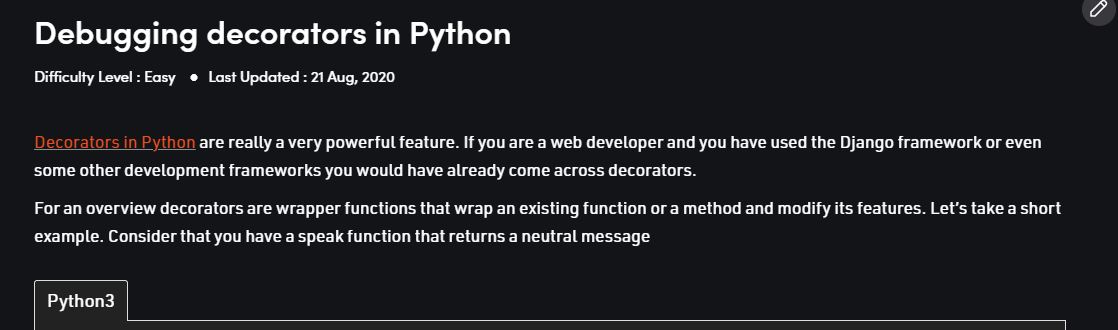 Debugging decorators in Python
Difficulty Level : Easy ● Last Updated : 21 Aug, 2020
Decorators in Python are really a very powerful feature. If you are a web developer and you have used the Django framework or even
some other development frameworks you would have already come across decorators.
For an overview decorators are wrapper functions that wrap an existing function or a method and modify its features. Let’s take a short
example. Consider that you have a speak function that returns a neutral message
Python3